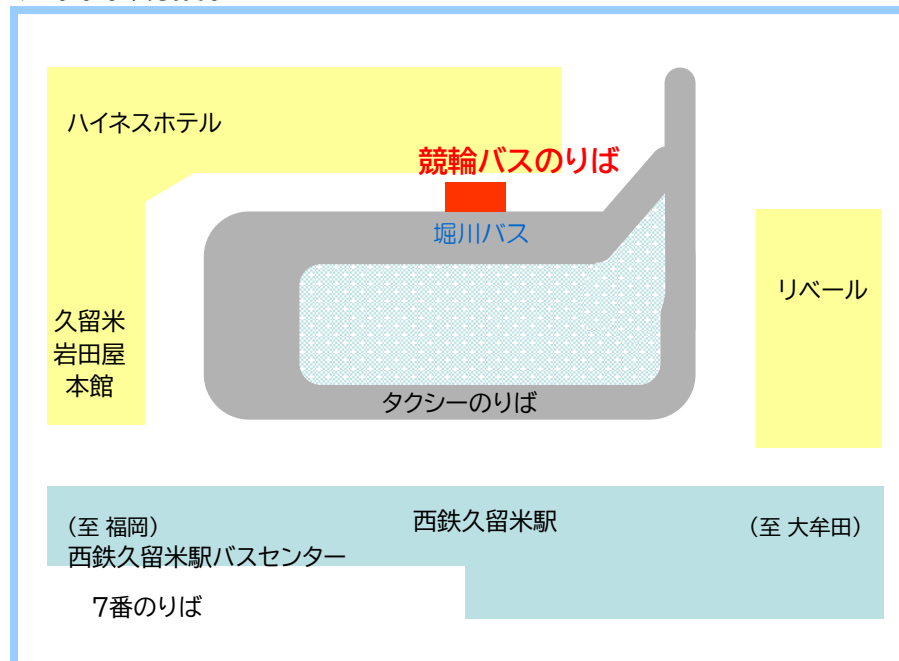 ハイネスホテル
競輪バスのりば
堀川バス
リベール
久留米
岩田屋
本館
タクシーのりば
西鉄久留米駅
（至 福岡）
（至 大牟田）
西鉄久留米駅バスセンター
7番のりば